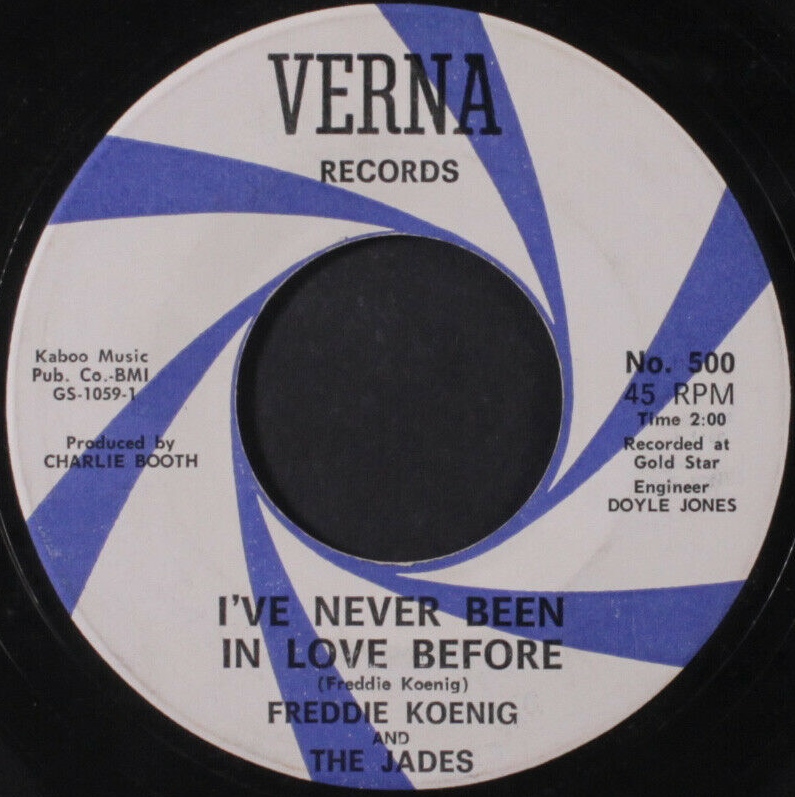 VERNA
RECORDS
Kaboo Music
Pub. Co.-BMI
GS-1059-1
Produced by
CHARLIE BOOTH
No. 500
45 RPM
Time 2:00
Recorded at
Gold Star
Engineer
DOYLE JONES
I'VE NEVER BEEN
IN LOVE BEFORE
(Freddie Koenig)
FREDDIE KOENIG
AND
THE JADES